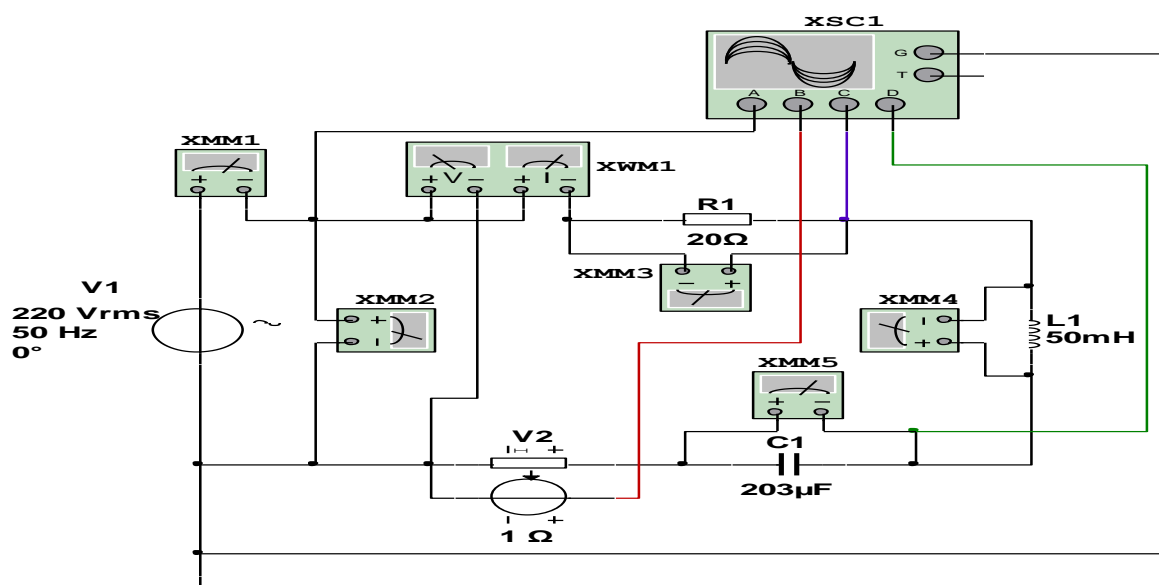 XSC1
G
T
A B C D
XMM1
+ −
XWM1
+ V − + I −
R1
20Ω
XMM3
− +
V1
220 Vrms
50 Hz
0°
~
XMM2
+
−
XMM4
−
+
L1
50mH
XMM5
+ −
V2
− +
C1
203µF
− +
1 Ω